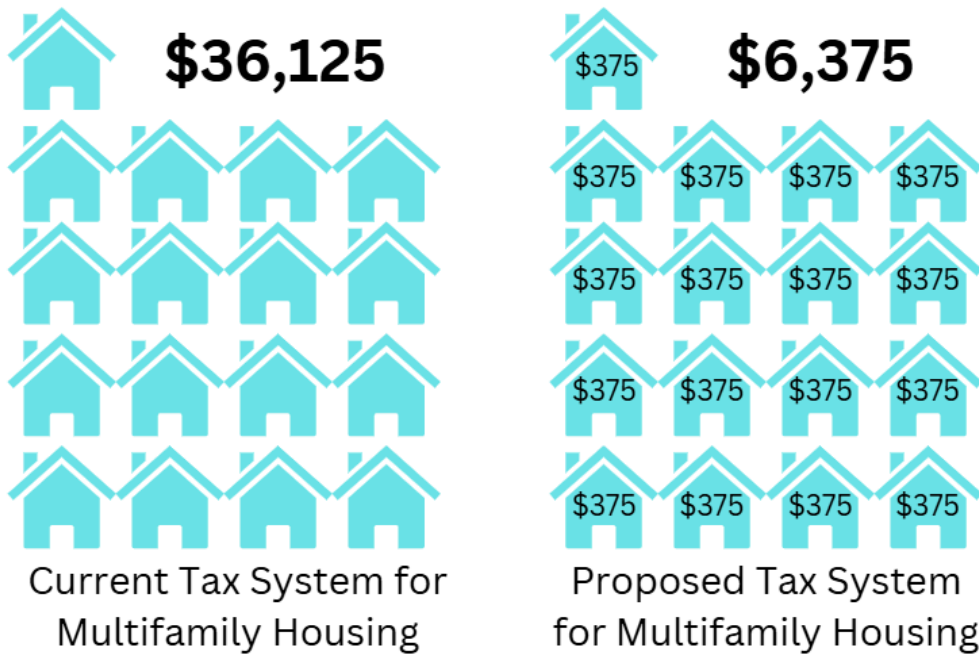 $36,125
$375
$6,375
$375 $375 $375 $375
$375 $375 $375 $375
$375 $375 $375 $375
$375 $375 $375 $375
Current Tax System for
Multifamily Housing
Proposed Tax System
for Multifamily Housing